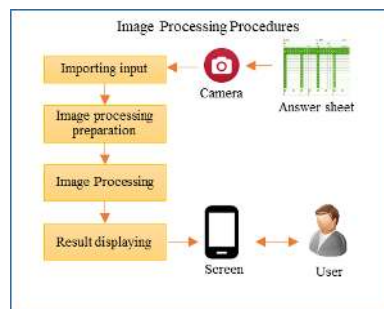 Image Processing Procedures
Importing input
Camera
Answer sheet
Image processing
preparation
Image Processing
Result displaying
Screen
User